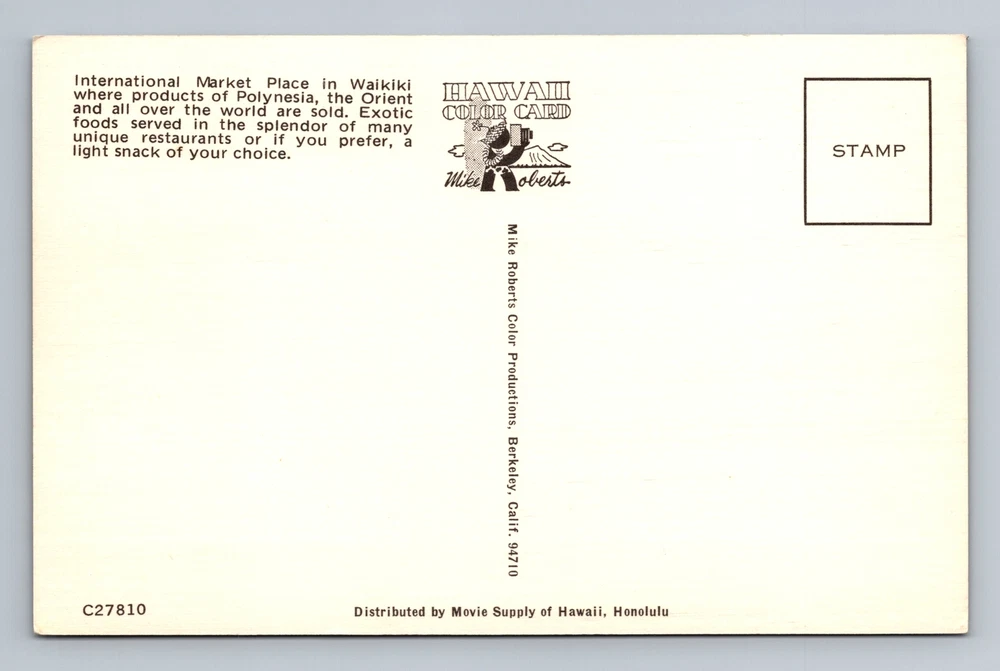 International Market Place in Waikiki
where products of Polynesia, the Orient
and all over the world are sold. Exotic
foods served in the splendor of many
unique restaurants or if you prefer, a
light snack of your choice.
HAWAII
COLOR CARD
Mike Roberts
STAMP
Mike Roberts Color Productions, Berkeley, Calif. 94710
C27810
Distributed by Movie Supply of Hawaii, Honolulu